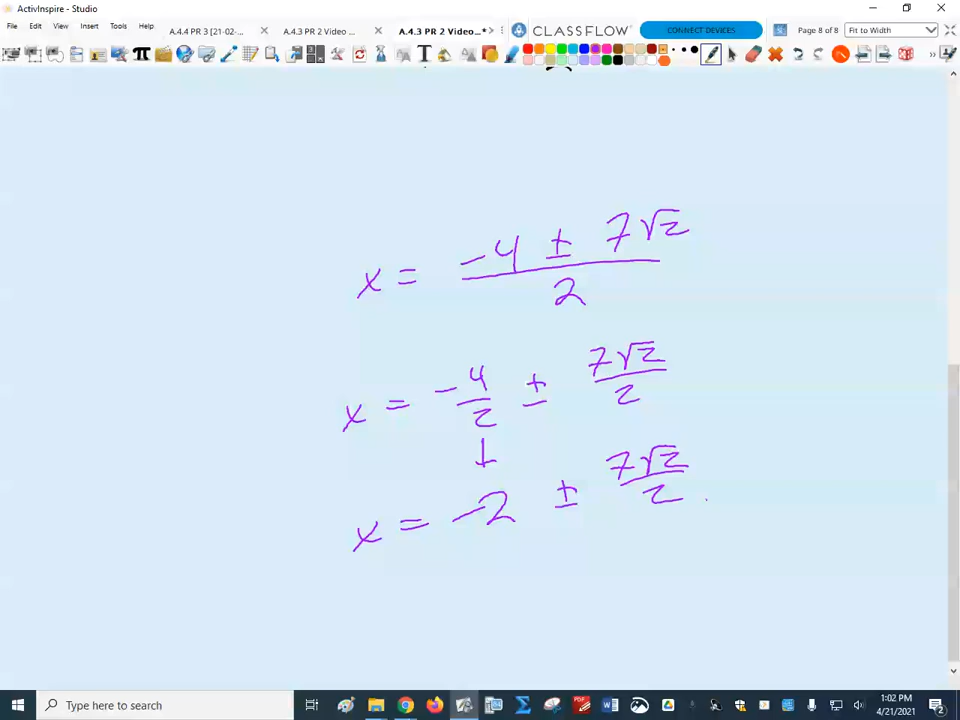 ActivInspire - Studio
File Edit View Insert Tools Help
A.4.4 PR 3 [21-02-... A.4.3 PR 2 Video ... A.4.3 PR 2 Video...* CLASSFLOW CONNECT DEVICES Page 8 of 8 Fit to Width
x = (-4 ± 7√2)/2
x = -4/2 ± 7√2/2
↓
x = -2 ± 7√2/2
Type here to search
1:02 PM
4/21/2021